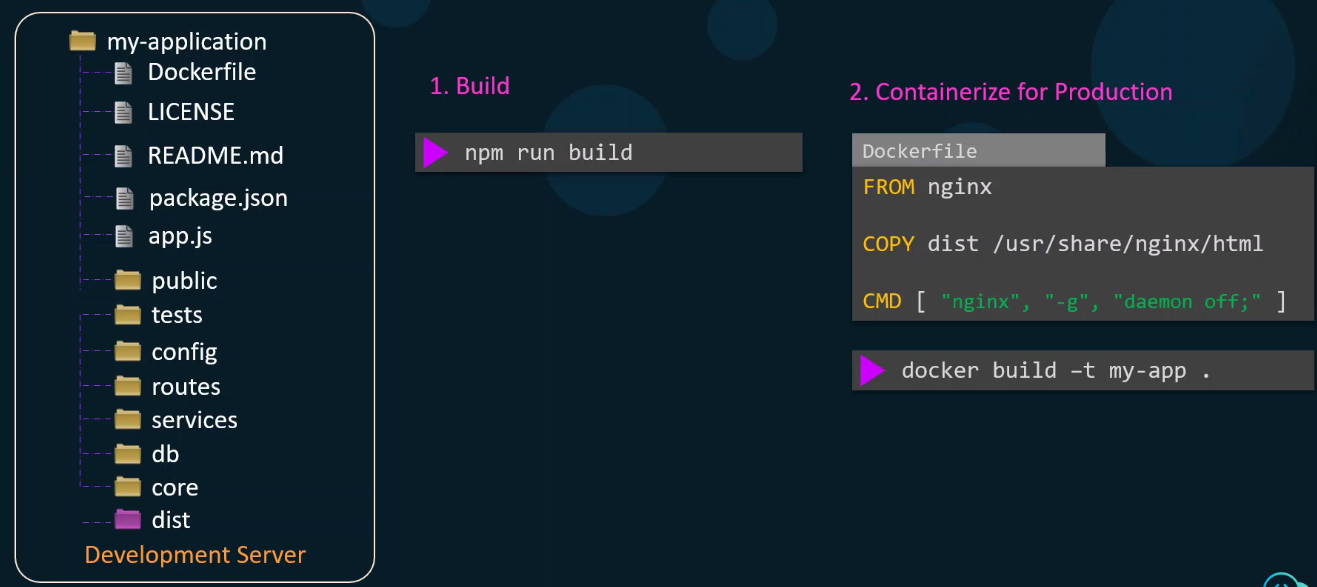 my-application
Dockerfile
LICENSE
README.md
package.json
app.js
public
tests
config
routes
services
db
core
dist
Development Server
1. Build
npm run build
2. Containerize for Production
Dockerfile
FROM nginx
COPY dist /usr/share/nginx/html
CMD [ "nginx", "-g", "daemon off;" ]
docker build –t my-app .